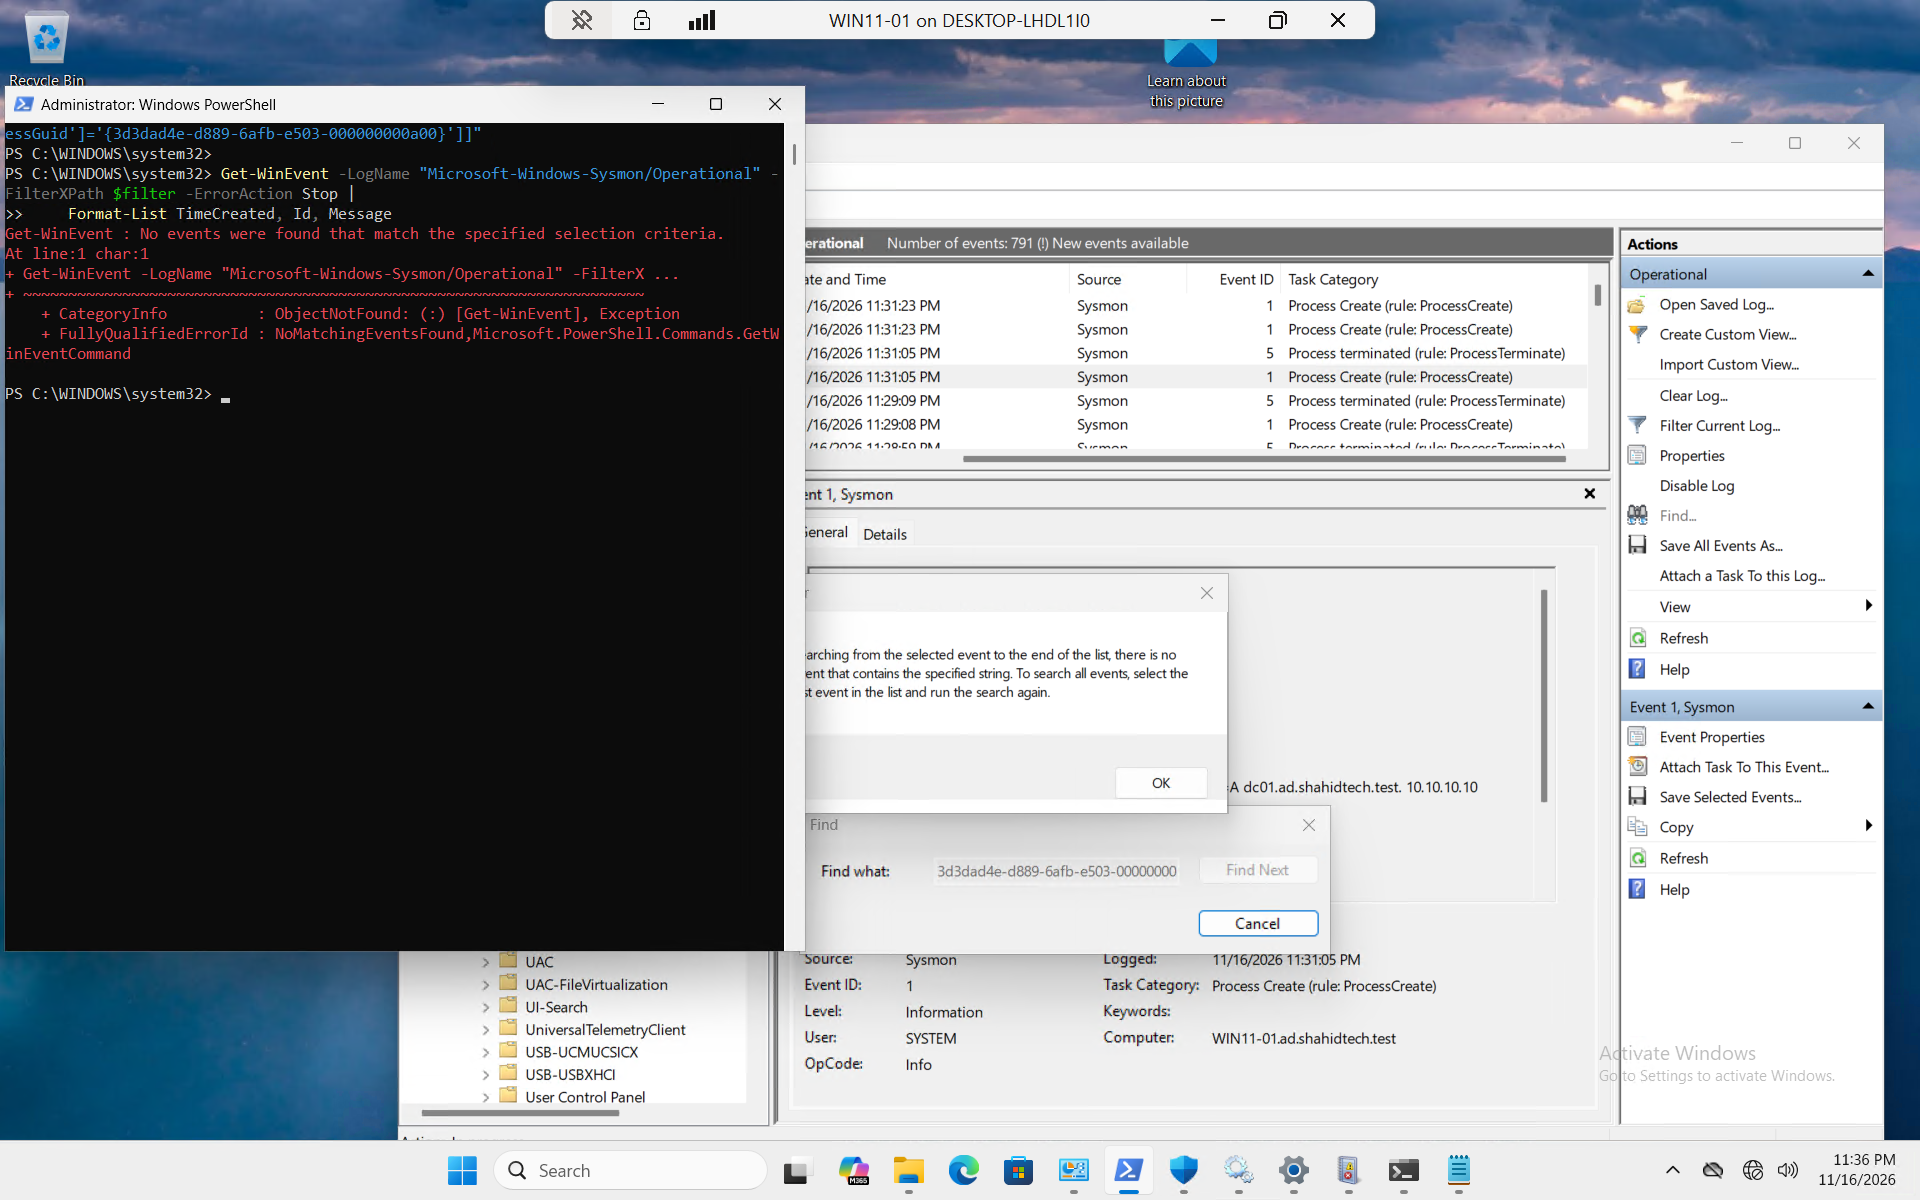 WIN11-01 on DESKTOP-LHDL1I0
Recycle Bin
Learn about
this picture
Administrator: Windows PowerShell
essGuid']='{3d3dad4e-d889-6afb-e503-000000000a00}']]"
PS C:\WINDOWS\system32>
PS C:\WINDOWS\system32> Get-WinEvent -LogName "Microsoft-Windows-Sysmon/Operational" -
FilterXPath $filter -ErrorAction Stop |
>>     Format-List TimeCreated, Id, Message
Get-WinEvent : No events were found that match the specified selection criteria.
At line:1 char:1
+ Get-WinEvent -LogName "Microsoft-Windows-Sysmon/Operational" -FilterX ...
+ ~~~~~~~~~~~~~~~~~~~~~~~~~~~~~~~~~~~~~~~~~~~~~~~~~~~~~~~~~~~~~~~~~~~~~
    + CategoryInfo          : ObjectNotFound: (:) [Get-WinEvent], Exception
    + FullyQualifiedErrorId : NoMatchingEventsFound,Microsoft.PowerShell.Commands.GetW
inEventCommand
PS C:\WINDOWS\system32>
erational Number of events: 791 (!) New events available
ate and Time Source Event ID Task Category
/16/2026 11:31:23 PM Sysmon 1 Process Create (rule: ProcessCreate)
/16/2026 11:31:23 PM Sysmon 1 Process Create (rule: ProcessCreate)
/16/2026 11:31:05 PM Sysmon 5 Process terminated (rule: ProcessTerminate)
/16/2026 11:31:05 PM Sysmon 1 Process Create (rule: ProcessCreate)
/16/2026 11:29:09 PM Sysmon 5 Process terminated (rule: ProcessTerminate)
/16/2026 11:29:08 PM Sysmon 1 Process Create (rule: ProcessCreate)
/16/2026 11:28:59 PM Sysmon 5 Process terminated (rule: ProcessTerminate)
ent 1, Sysmon
General Details
arching from the selected event to the end of the list, there is no
ent that contains the specified string. To search all events, select the
st event in the list and run the search again.
OK
A dc01.ad.shahidtech.test. 10.10.10.10
Find
Find what: 3d3dad4e-d889-6afb-e503-00000000 Find Next
Cancel
Source: Sysmon Logged: 11/16/2026 11:31:05 PM
Event ID: 1 Task Category: Process Create (rule: ProcessCreate)
Level: Information Keywords:
User: SYSTEM Computer: WIN11-01.ad.shahidtech.test
OpCode: Info
UAC
UAC-FileVirtualization
UI-Search
UniversalTelemetryClient
USB-UCMUCSICX
USB-USBXHCI
User Control Panel
Actions
Operational
Open Saved Log...
Create Custom View...
Import Custom View...
Clear Log...
Filter Current Log...
Properties
Disable Log
Find...
Save All Events As...
Attach a Task To this Log...
View
Refresh
Help
Event 1, Sysmon
Event Properties
Attach Task To This Event...
Save Selected Events...
Copy
Refresh
Help
Activate Windows
Go to Settings to activate Windows.
Search
M365
11:36 PM
11/16/2026